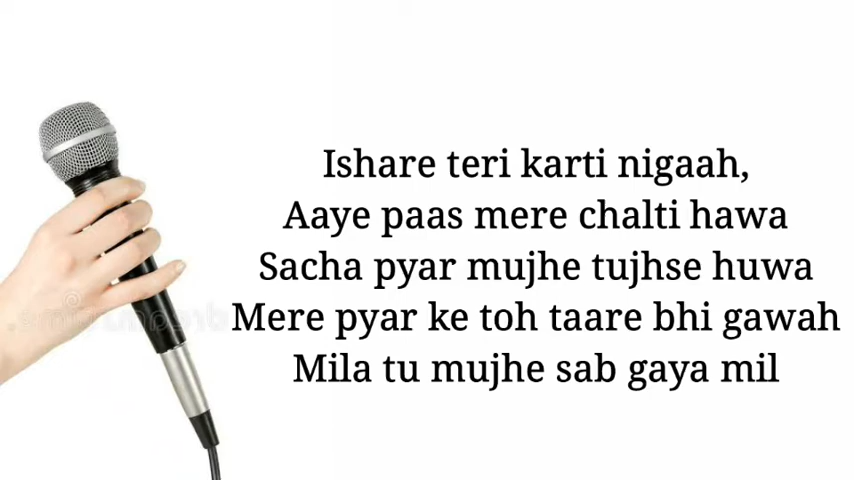 Ishare teri karti nigaah,
Aaye paas mere chalti hawa
Sacha pyar mujhe tujhse huwa
Mere pyar ke toh taare bhi gawah
Mila tu mujhe sab gaya mil